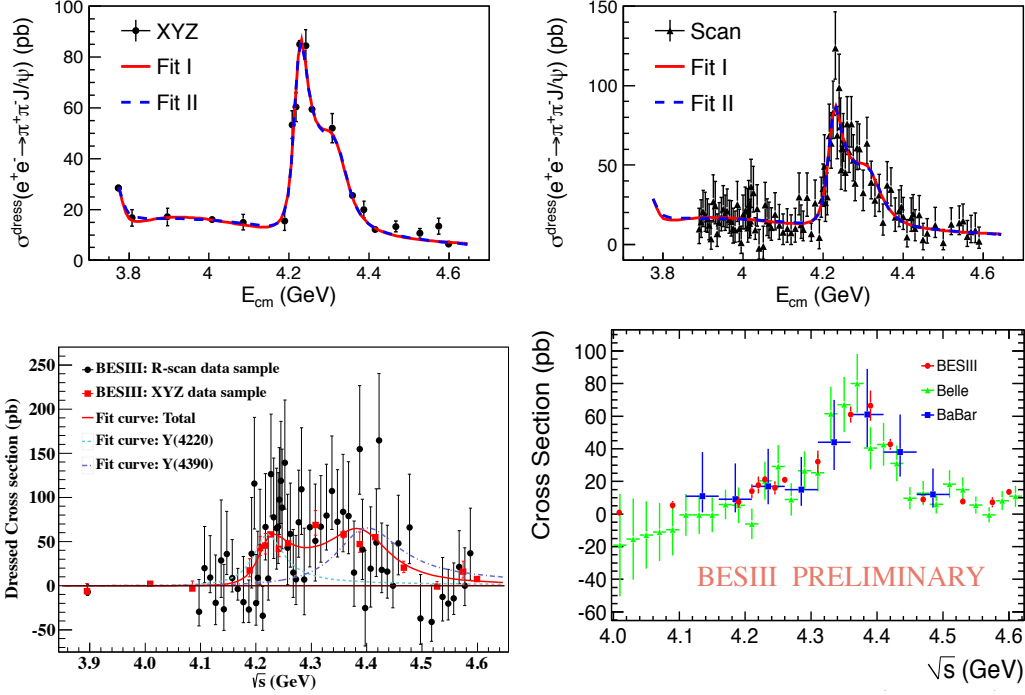 σ^dress(e⁺e⁻→π⁺π⁻J/ψ) (pb)
100
80
60
40
20
0
XYZ
Fit I
Fit II
3.8
4
4.2
4.4
4.6
E_cm (GeV)
σ^dress(e⁺e⁻→π⁺π⁻J/ψ) (pb)
150
100
50
0
Scan
Fit I
Fit II
3.8
4
4.2
4.4
4.6
E_cm (GeV)
Dressed Cross section (pb)
250
200
150
100
50
0
-50
BESIII: R-scan data sample
BESIII: XYZ data sample
Fit curve: Total
Fit curve: Y(4220)
Fit curve: Y(4390)
3.9
4.0
4.1
4.2
4.3
4.4
4.5
4.6
√s (GeV)
Cross Section (pb)
100
80
60
40
20
0
-20
-40
-60
BESIII
Belle
BaBar
BESIII PRELIMINARY
4.0
4.1
4.2
4.3
4.4
4.5
4.6
√s (GeV)